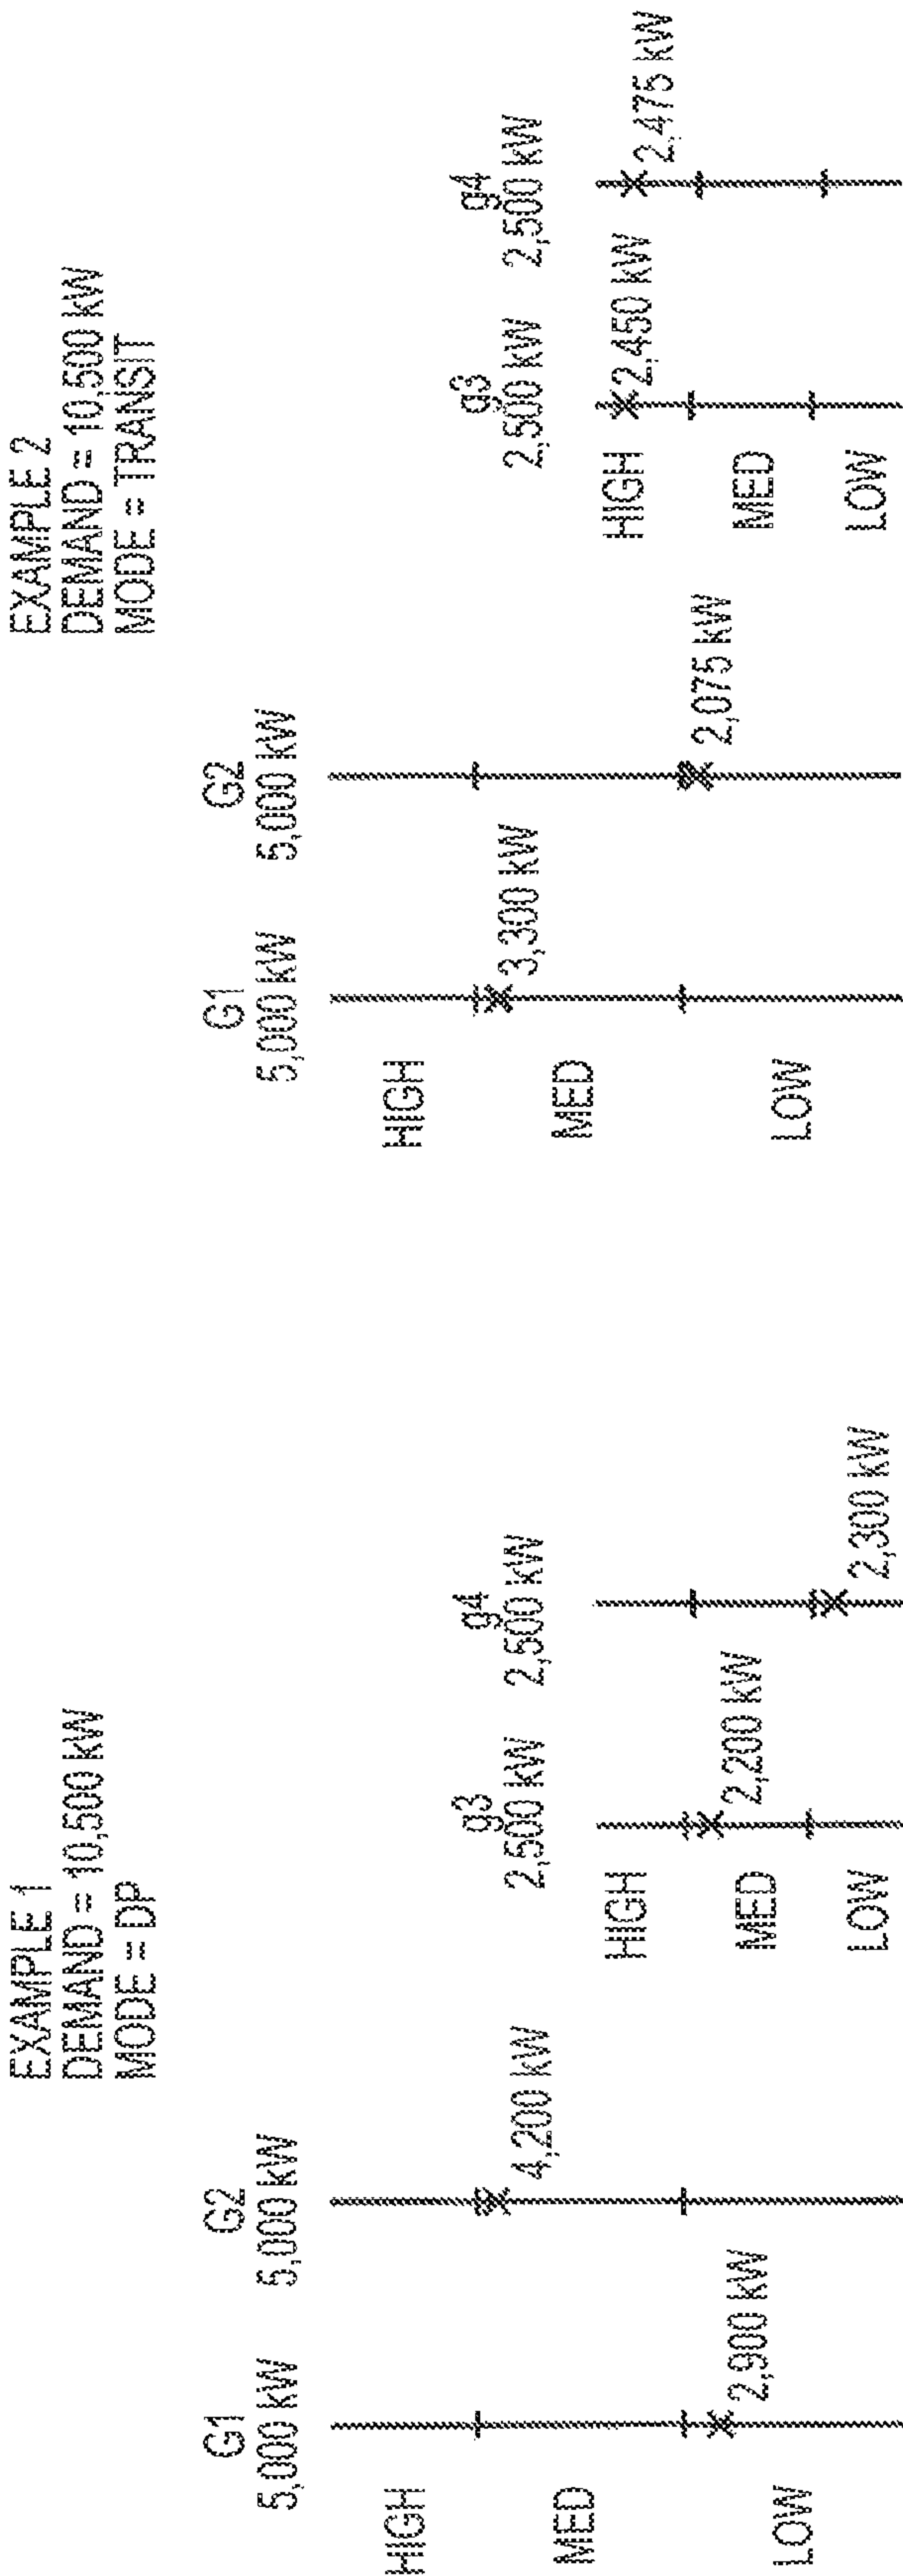 EXAMPLE 1
DEMAND = 10,500 kW
MODE = DP
G1
5,000 kW
G2
5,000 kW
HIGH
MED
LOW
2,900 kW
4,200 kW
g3
2,500 kW
g4
2,500 kW
HIGH
MED
LOW
2,200 kW
2,300 kW
EXAMPLE 2
DEMAND = 10,500 kW
MODE = TRANSIT
G1
5,000 kW
G2
5,000 kW
HIGH
MED
LOW
3,300 kW
2,075 kW
g3
2,500 kW
g4
2,500 kW
HIGH
MED
LOW
2,450 kW
2,475 kW